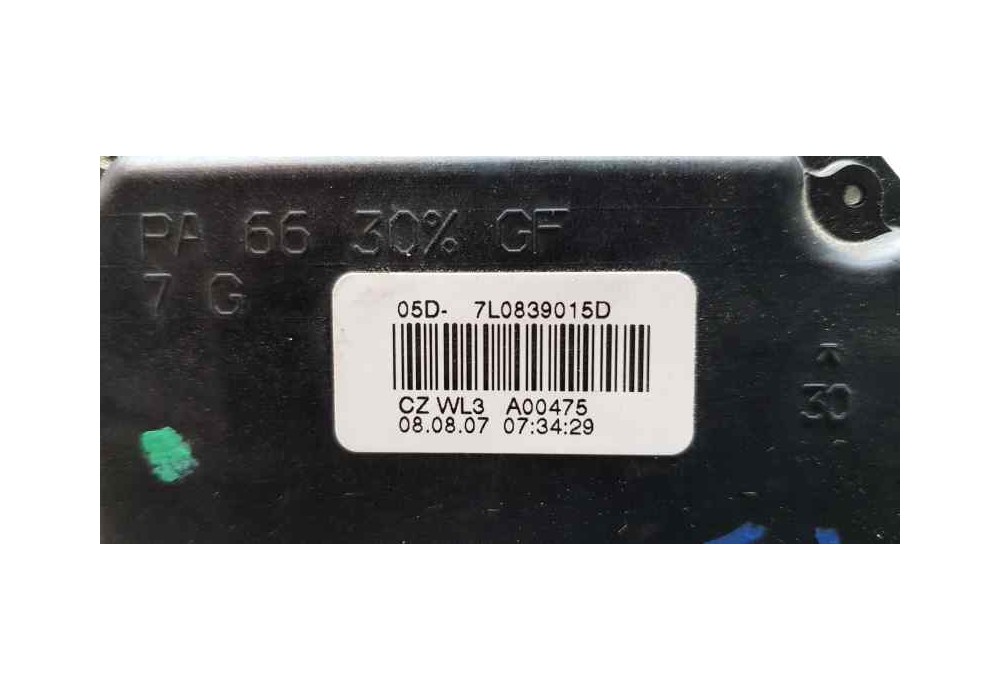 PA 66 30% GF
7 G
05D- 7L0839015D
CZ WL3 A00475
08.08.07 07:34:29
30